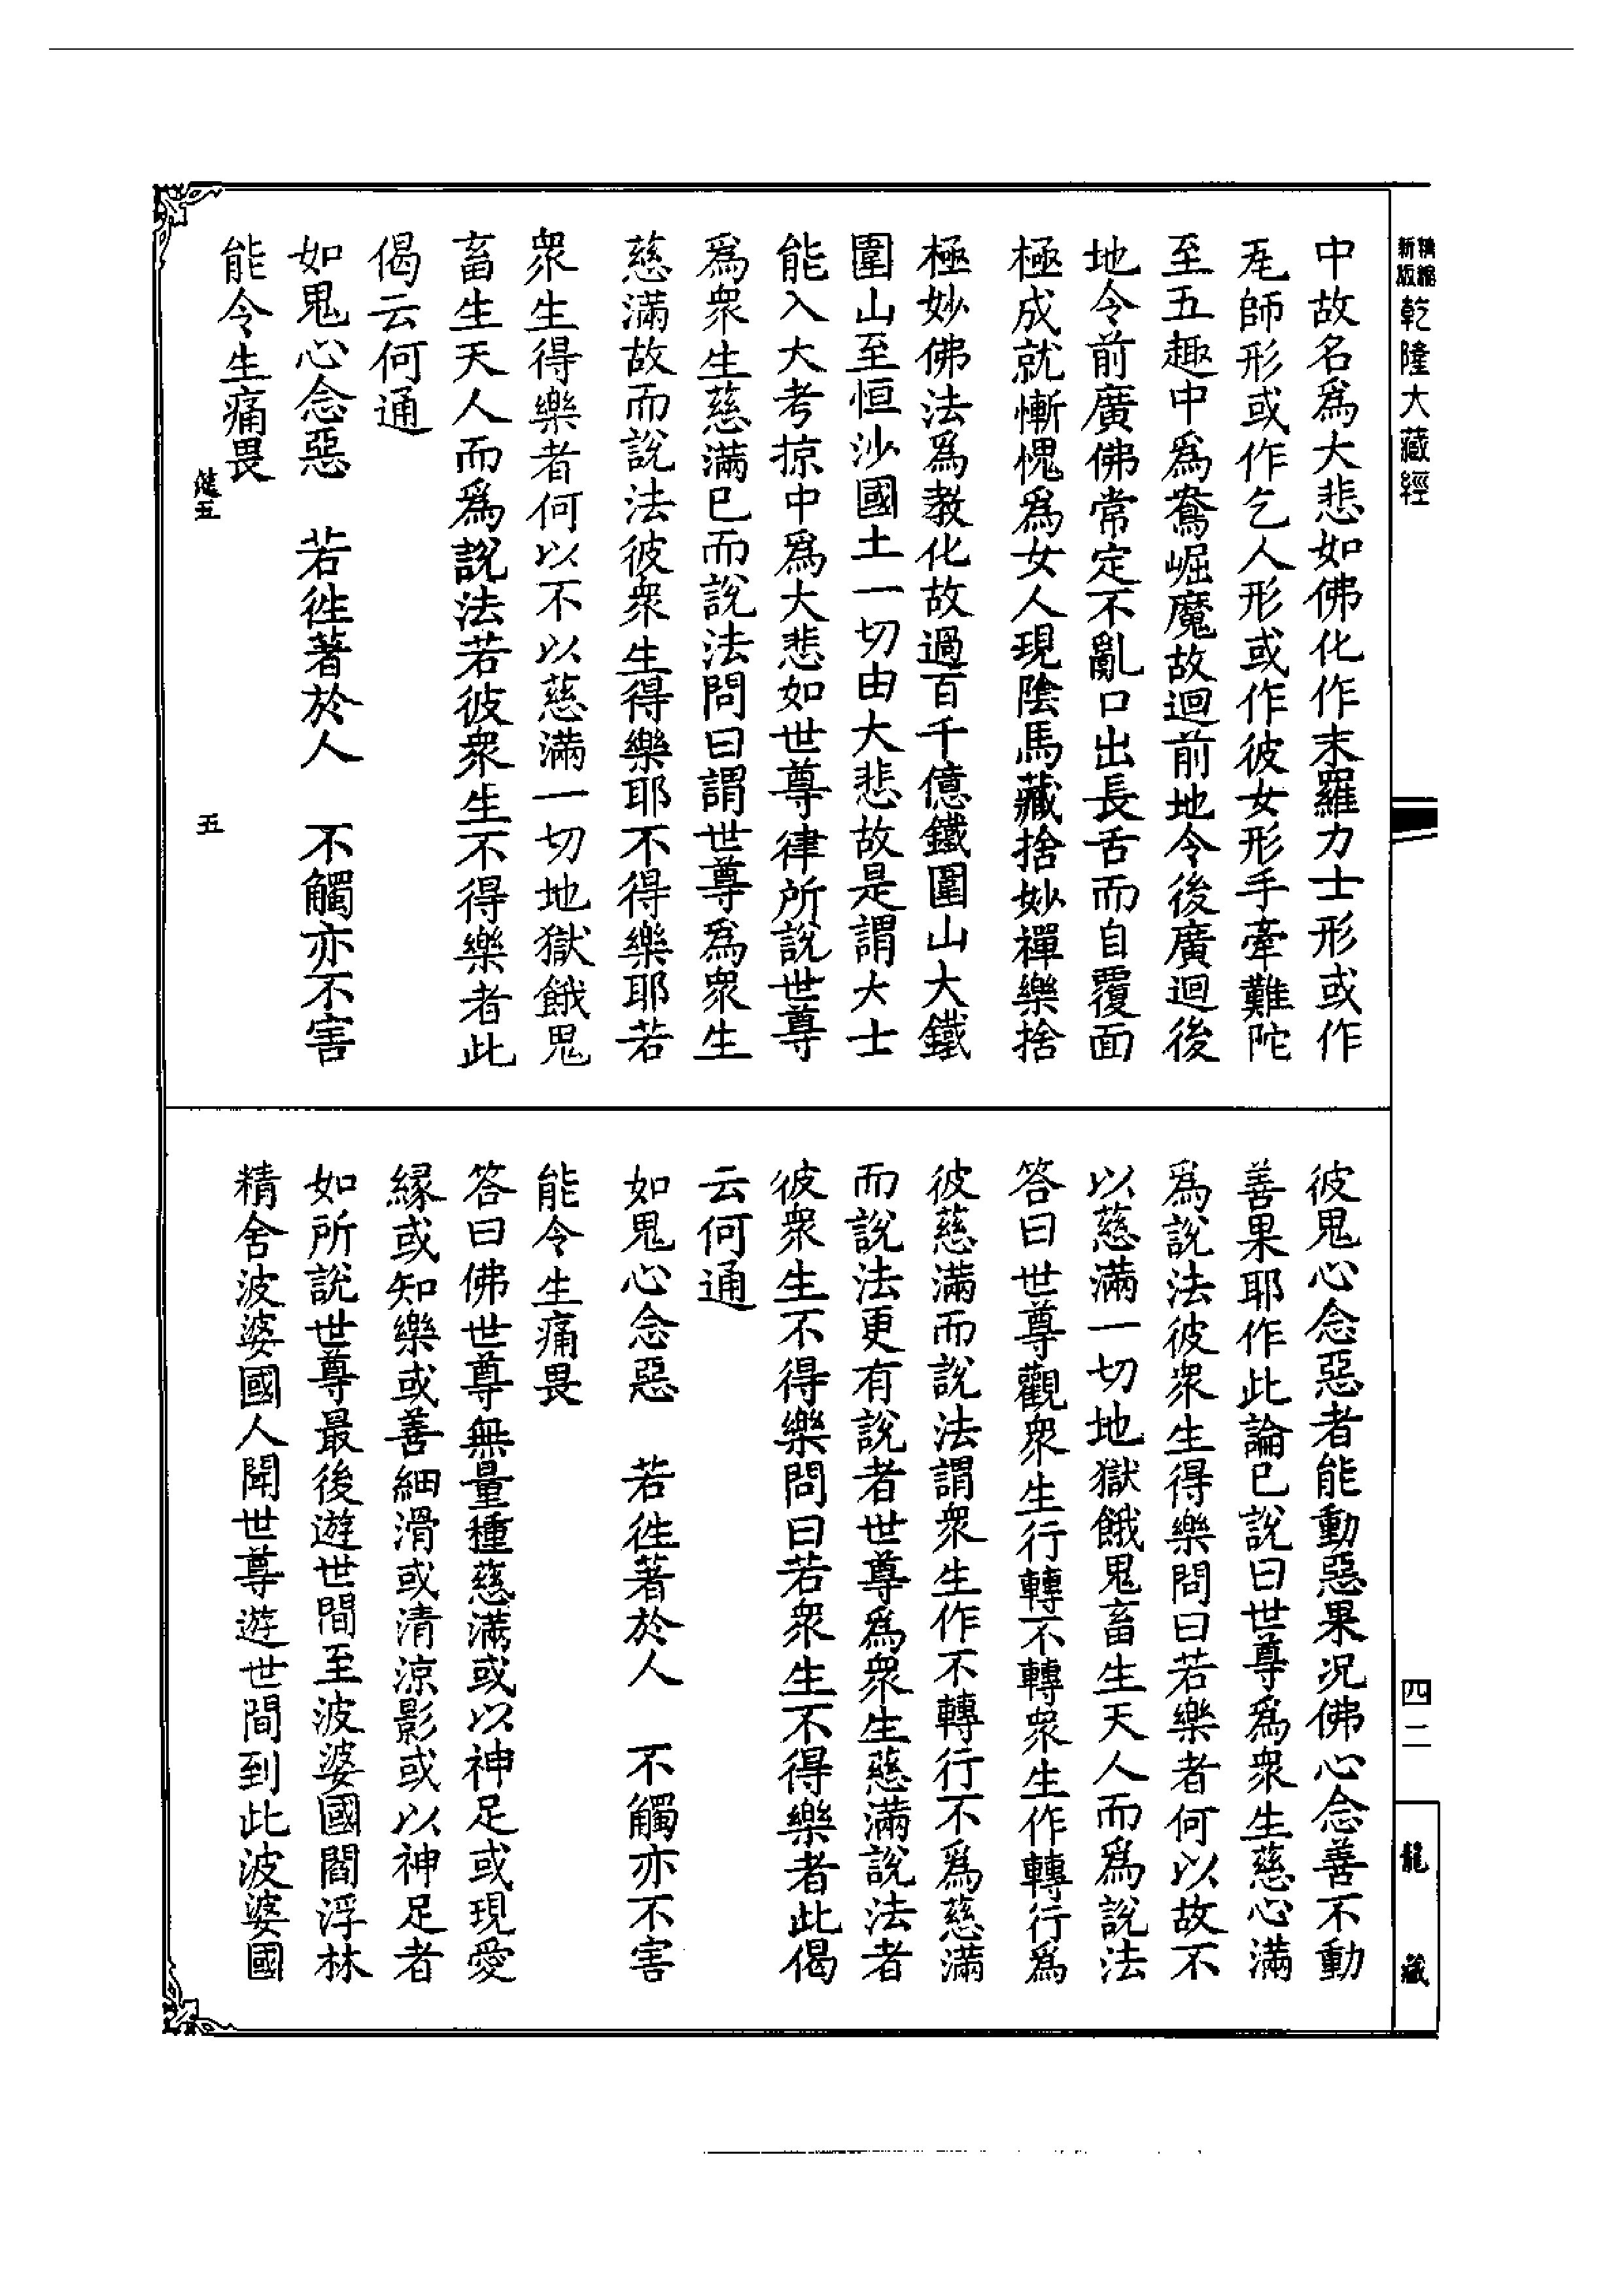 精縮新版乾隆大藏經
中故名爲大悲如佛化作末羅力士形或作
𤬪師形或作乞人形或作彼女形手牽難陀
至五趣中爲鴦崛魔故迴前地令後廣迴後
地令前廣佛常定不亂口出長舌而自覆面
極成就慚愧爲女人現陰馬藏捨妙禪樂捨
極妙佛法爲教化故過百千億鐵圍山大鐵
圍山至恒沙國土一切由大悲故是謂大士
能入大考掠中爲大悲如世尊律所說世尊
爲衆生慈滿已而說法問曰謂世尊爲衆生
慈滿故而說法彼衆生得樂耶不得樂耶若
衆生得樂者何以不以慈滿一切地獄餓鬼
畜生天人而爲說法若彼衆生不得樂者此
偈云何通
如鬼心念惡　若徃著於人　不觸亦不害
能令生痛畏
五
彼鬼心念惡者能動惡果况佛心念善不動
善果耶作此論已說曰世尊爲衆生慈心滿
爲說法彼衆生得樂問曰若樂者何以故不
以慈滿一切地獄餓鬼畜生天人而爲說法
答曰世尊觀衆生行轉不轉衆生作轉行爲
彼慈滿而說法謂衆生作不轉行不爲慈滿
而說法更有說者世尊爲衆生慈滿說法者
彼衆生不得樂問曰若衆生不得樂者此偈
云何通
如鬼心念惡　若徃著於人　不觸亦不害
能令生痛畏
答曰佛世尊無量種慈滿或以神足或現愛
緣或知樂或善細滑或清涼影或以神足者
如所說世尊最後遊世間至波婆國閻浮林
精舍波婆國人聞世尊遊世間到此波婆國
四二
龍藏